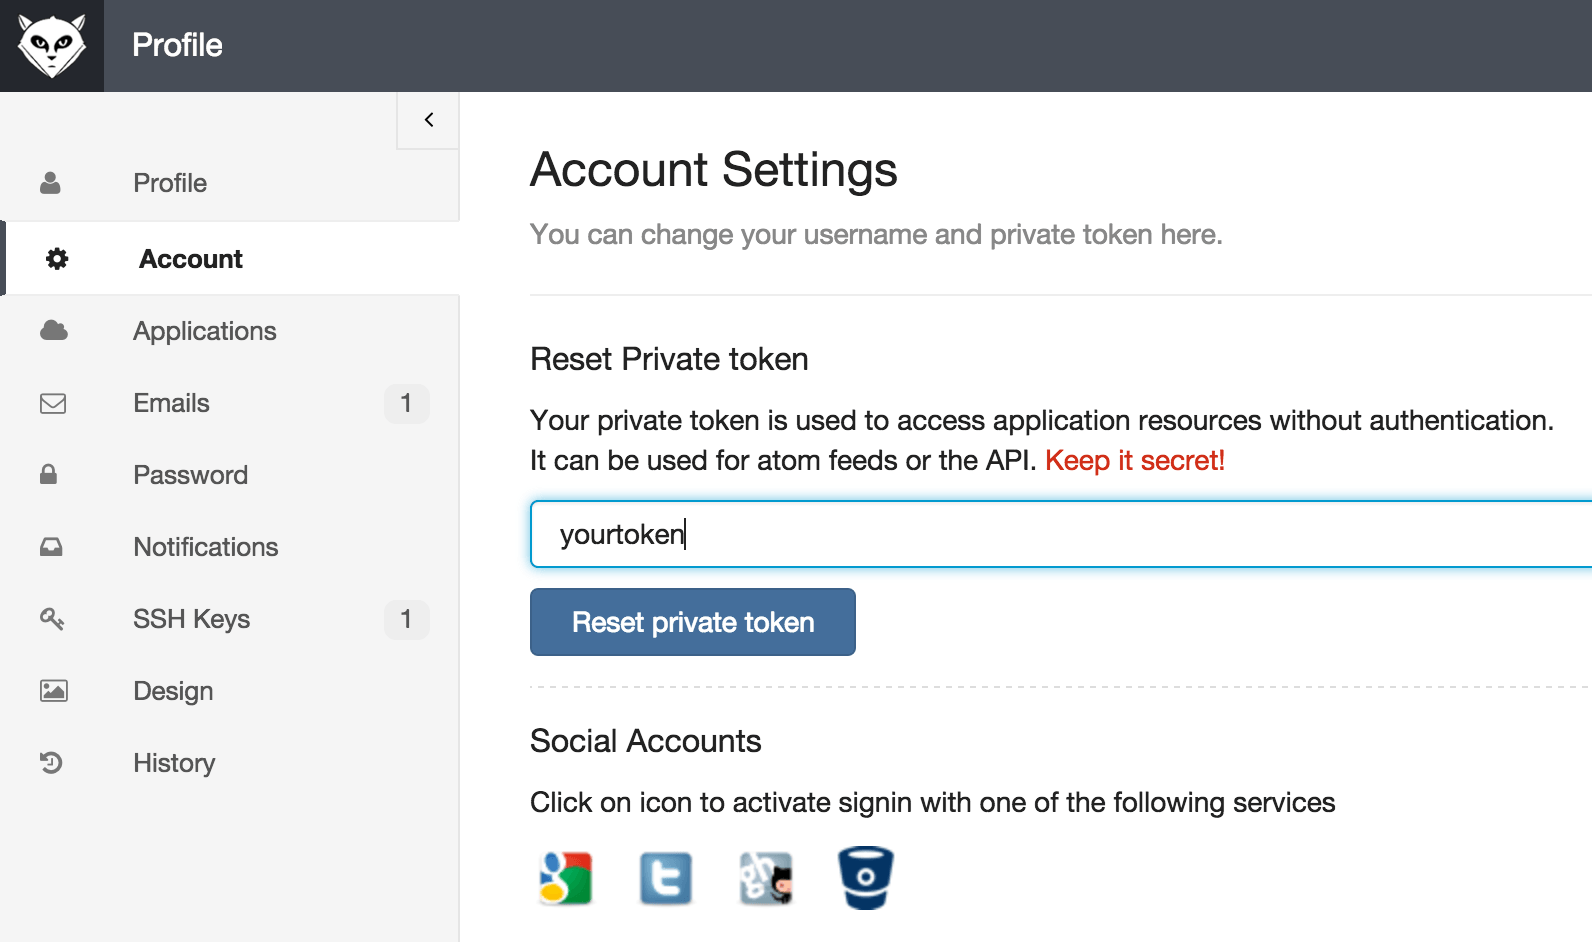 Profile
Profile
Account
Applications
Emails 1
Password
Notifications
SSH Keys 1
Design
History
Account Settings
You can change your username and private token here.
Reset Private token
Your private token is used to access application resources without authentication.
It can be used for atom feeds or the API. Keep it secret!
yourtoken
Reset private token
Social Accounts
Click on icon to activate signin with one of the following services